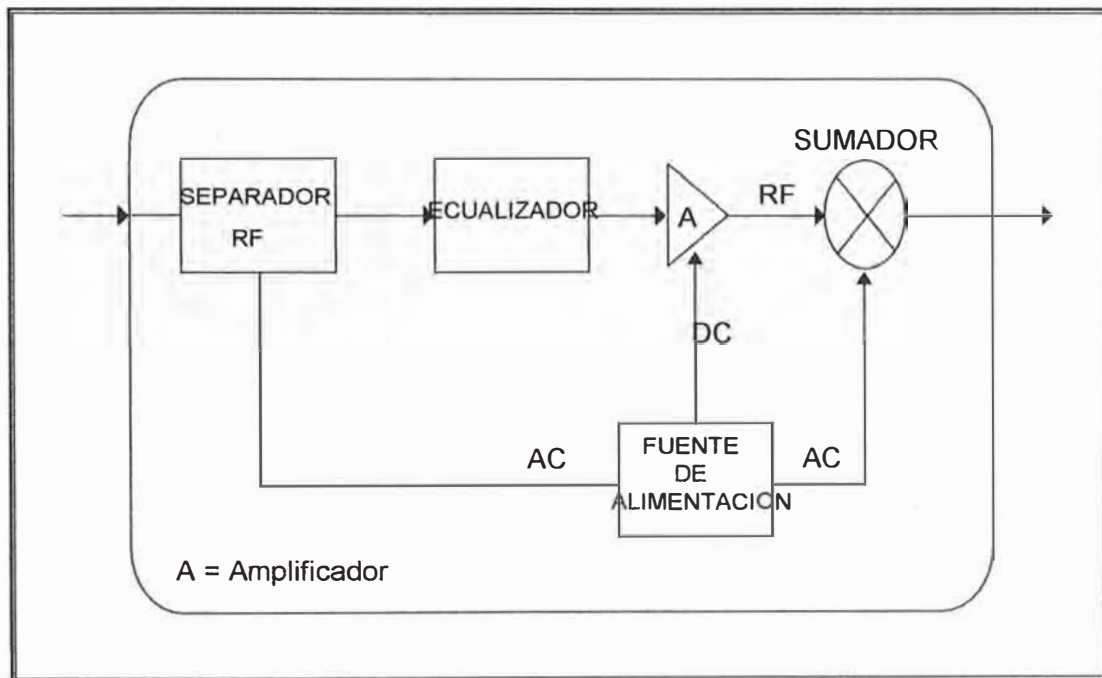 SUMADOR
SEPARADOR
RF
ECUALIZADOR
A
RF
DC
AC
FUENTE
DE
ALIMENTACION
AC
A = Amplificador